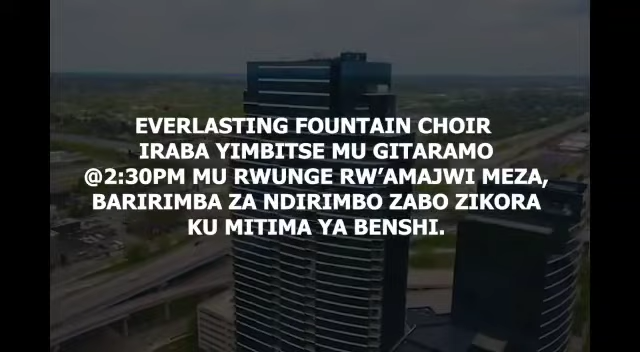 EVERLASTING FOUNTAIN CHOIR
IRABA YIMBITSE MU GITARAMO
@2:30PM MU RWUNGE RW'AMAJWI MEZA,
BARIRIMBA ZA NDIRIMBO ZABO ZIKORA
KU MITIMA YA BENSHI.